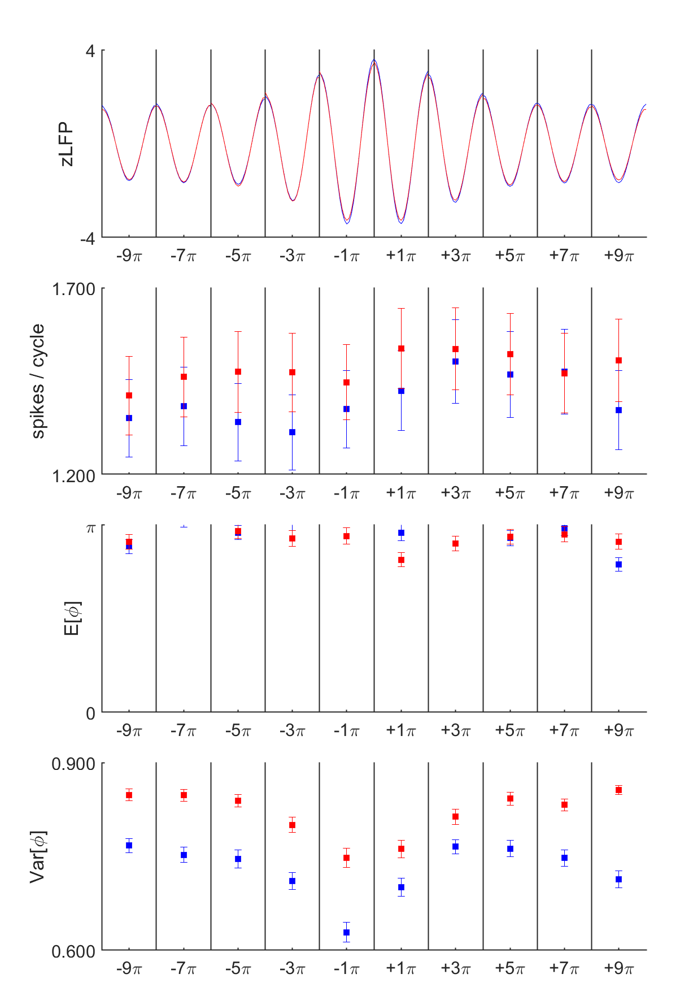 4
zLFP
-4
-9π -7π -5π -3π -1π +1π +3π +5π +7π +9π
1.700
spikes / cycle
1.200
-9π -7π -5π -3π -1π +1π +3π +5π +7π +9π
π
E[ϕ]
0
-9π -7π -5π -3π -1π +1π +3π +5π +7π +9π
0.900
Var[ϕ]
0.600
-9π -7π -5π -3π -1π +1π +3π +5π +7π +9π